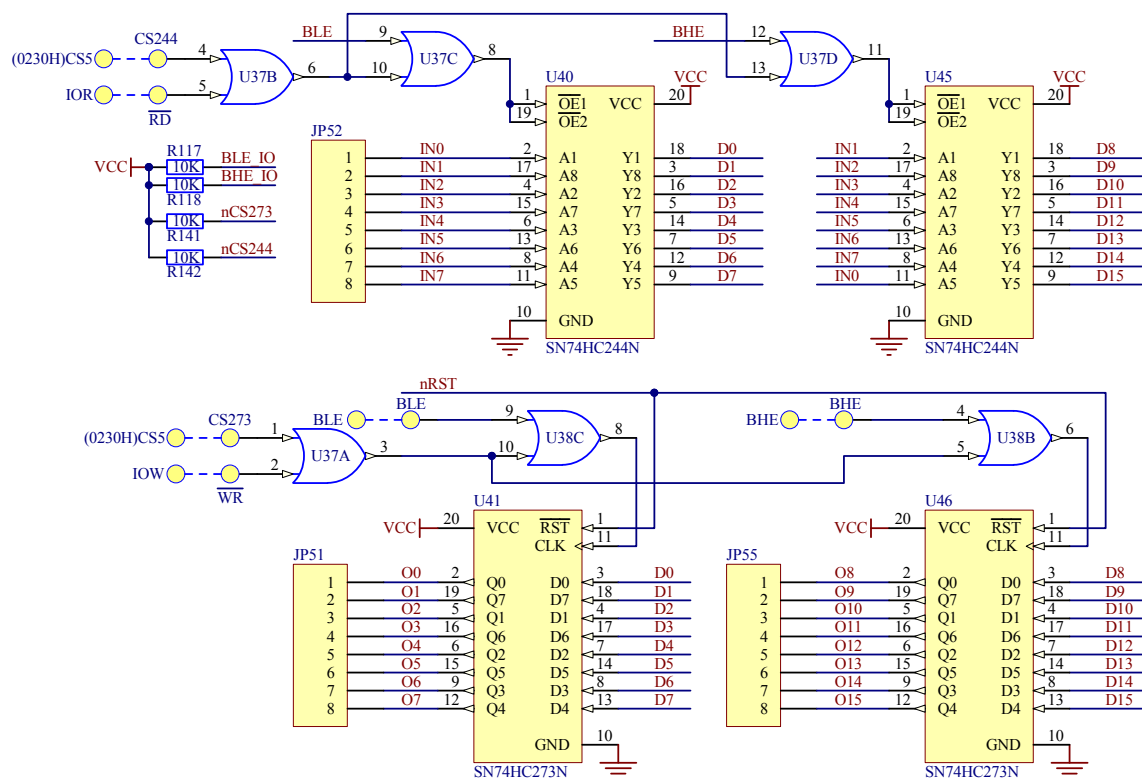 (0230H)CS5 CS244 4 U37B 6
IOR RD 5
BLE 9 U37C 8
10
BHE 12 U37D 11
13
VCC R117 10K BLE_IO
10K BHE_IO
R118
10K nCS273
R141
10K nCS244
R142
JP52
1 IN0
2 IN1
3 IN2
4 IN3
5 IN4
6 IN5
7 IN6
8 IN7
U40
1 OE1 VCC 20 VCC
19 OE2
2 A1 Y1 18 D0
17 A8 Y8 3 D1
4 A2 Y2 16 D2
15 A7 Y7 5 D3
6 A3 Y3 14 D4
13 A6 Y6 7 D5
8 A4 Y4 12 D6
11 A5 Y5 9 D7
10 GND
SN74HC244N
U45
1 OE1 VCC 20 VCC
19 OE2
IN1 2 A1 Y1 18 D8
IN2 17 A8 Y8 3 D9
IN3 4 A2 Y2 16 D10
IN4 15 A7 Y7 5 D11
IN5 6 A3 Y3 14 D12
IN6 13 A6 Y6 7 D13
IN7 8 A4 Y4 12 D14
IN0 11 A5 Y5 9 D15
10 GND
SN74HC244N
nRST
(0230H)CS5 CS273 1 U37A 3
IOW WR 2
BLE BLE 9 U38C 8
10
BHE BHE 4 U38B 6
5
U41
VCC 20 VCC RST 1
CLK 11
JP51
1 O0 2 Q0 D0 3 D0
2 O1 19 Q7 D7 18 D1
3 O2 5 Q1 D1 4 D2
4 O3 16 Q6 D6 17 D3
5 O4 6 Q2 D2 7 D4
6 O5 15 Q5 D5 14 D5
7 O6 9 Q3 D3 8 D6
8 O7 12 Q4 D4 13 D7
GND 10
SN74HC273N
U46
VCC 20 VCC RST 1
CLK 11
JP55
1 O8 2 Q0 D0 3 D8
2 O9 19 Q7 D7 18 D9
3 O10 5 Q1 D1 4 D10
4 O11 16 Q6 D6 17 D11
5 O12 6 Q2 D2 7 D12
6 O13 15 Q5 D5 14 D13
7 O14 9 Q3 D3 8 D14
8 O15 12 Q4 D4 13 D15
GND 10
SN74HC273N